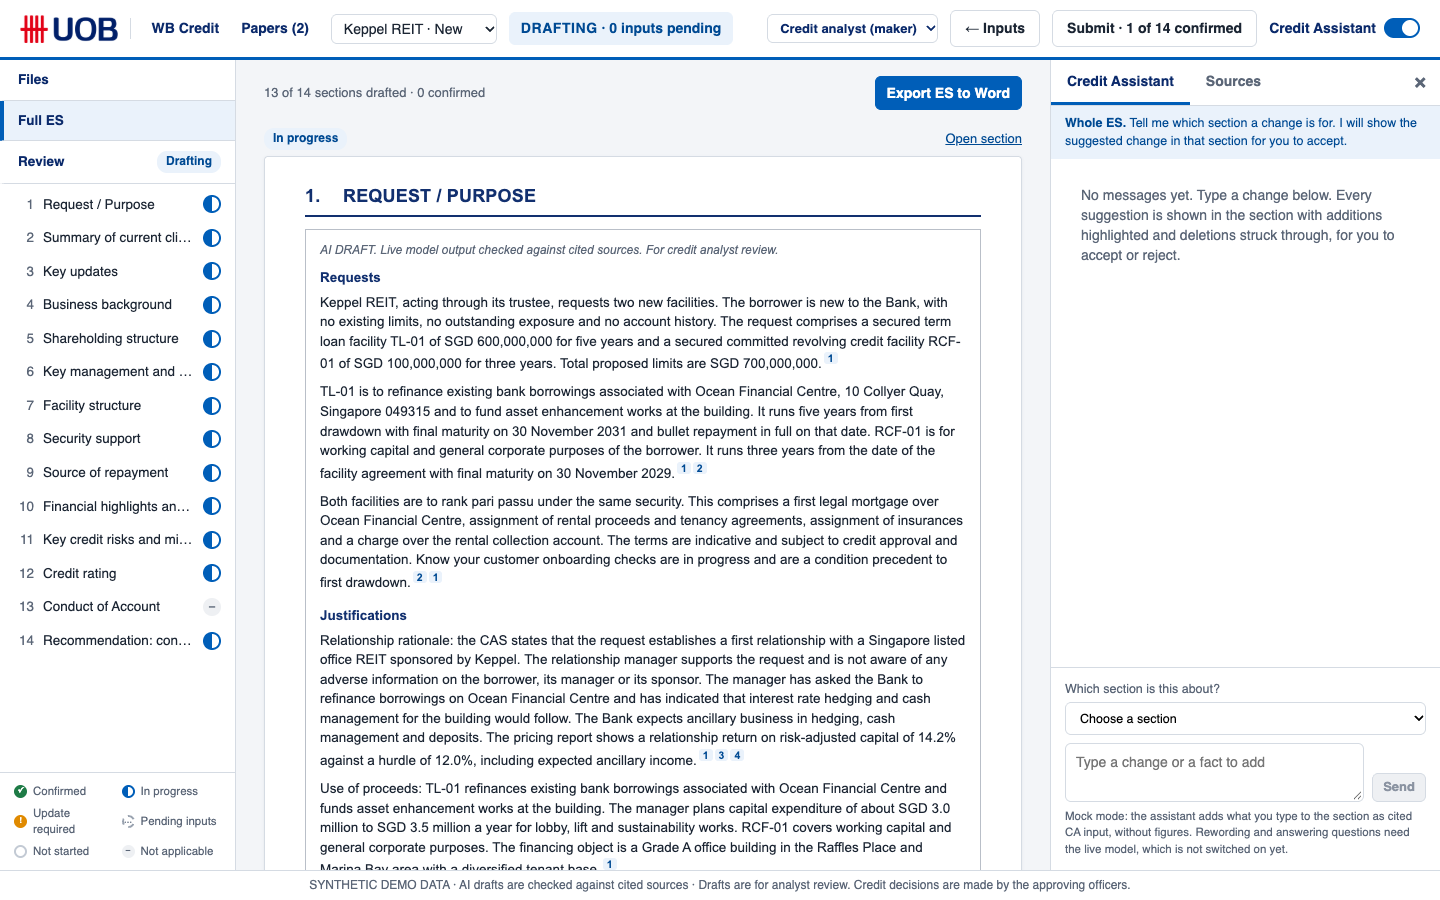 UOB
WB Credit
Papers (2)
Keppel REIT · New
DRAFTING · 0 inputs pending
Credit analyst (maker)
← Inputs
Submit · 1 of 14 confirmed
Credit Assistant
Files
Full ES
Review
Drafting
1 Request / Purpose
2 Summary of current cli...
3 Key updates
4 Business background
5 Shareholding structure
6 Key management and ...
7 Facility structure
8 Security support
9 Source of repayment
10 Financial highlights an...
11 Key credit risks and mi...
12 Credit rating
13 Conduct of Account
14 Recommendation: con...
Confirmed
In progress
Update required
Pending inputs
Not started
Not applicable
13 of 14 sections drafted · 0 confirmed
Export ES to Word
In progress
Open section
1. REQUEST / PURPOSE
AI DRAFT. Live model output checked against cited sources. For credit analyst review.
Requests
Keppel REIT, acting through its trustee, requests two new facilities. The borrower is new to the Bank, with
no existing limits, no outstanding exposure and no account history. The request comprises a secured term
loan facility TL-01 of SGD 600,000,000 for five years and a secured committed revolving credit facility RCF-
01 of SGD 100,000,000 for three years. Total proposed limits are SGD 700,000,000. 1
TL-01 is to refinance existing bank borrowings associated with Ocean Financial Centre, 10 Collyer Quay,
Singapore 049315 and to fund asset enhancement works at the building. It runs five years from first
drawdown with final maturity on 30 November 2031 and bullet repayment in full on that date. RCF-01 is for
working capital and general corporate purposes of the borrower. It runs three years from the date of the
facility agreement with final maturity on 30 November 2029. 1 2
Both facilities are to rank pari passu under the same security. This comprises a first legal mortgage over
Ocean Financial Centre, assignment of rental proceeds and tenancy agreements, assignment of insurances
and a charge over the rental collection account. The terms are indicative and subject to credit approval and
documentation. Know your customer onboarding checks are in progress and are a condition precedent to
first drawdown. 2 1
Justifications
Relationship rationale: the CAS states that the request establishes a first relationship with a Singapore listed
office REIT sponsored by Keppel. The relationship manager supports the request and is not aware of any
adverse information on the borrower, its manager or its sponsor. The manager has asked the Bank to
refinance borrowings on Ocean Financial Centre and has indicated that interest rate hedging and cash
management for the building would follow. The Bank expects ancillary business in hedging, cash
management and deposits. The pricing report shows a relationship return on risk-adjusted capital of 14.2%
against a hurdle of 12.0%, including expected ancillary income. 1 3 4
Use of proceeds: TL-01 refinances existing bank borrowings associated with Ocean Financial Centre and
funds asset enhancement works at the building. The manager plans capital expenditure of about SGD 3.0
million to SGD 3.5 million a year for lobby, lift and sustainability works. RCF-01 covers working capital and
general corporate purposes. The financing object is a Grade A office building in the Raffles Place and
Marina Bay area with a diversified tenant base. 1
Credit Assistant
Sources
×
Whole ES. Tell me which section a change is for. I will show the
suggested change in that section for you to accept.
No messages yet. Type a change below. Every
suggestion is shown in the section with additions
highlighted and deletions struck through, for you to
accept or reject.
Which section is this about?
Choose a section
Type a change or a fact to add
Send
Mock mode: the assistant adds what you type to the section as cited
CA input, without figures. Rewording and answering questions need
the live model, which is not switched on yet.
SYNTHETIC DEMO DATA · AI drafts are checked against cited sources · Drafts are for analyst review. Credit decisions are made by the approving officers.